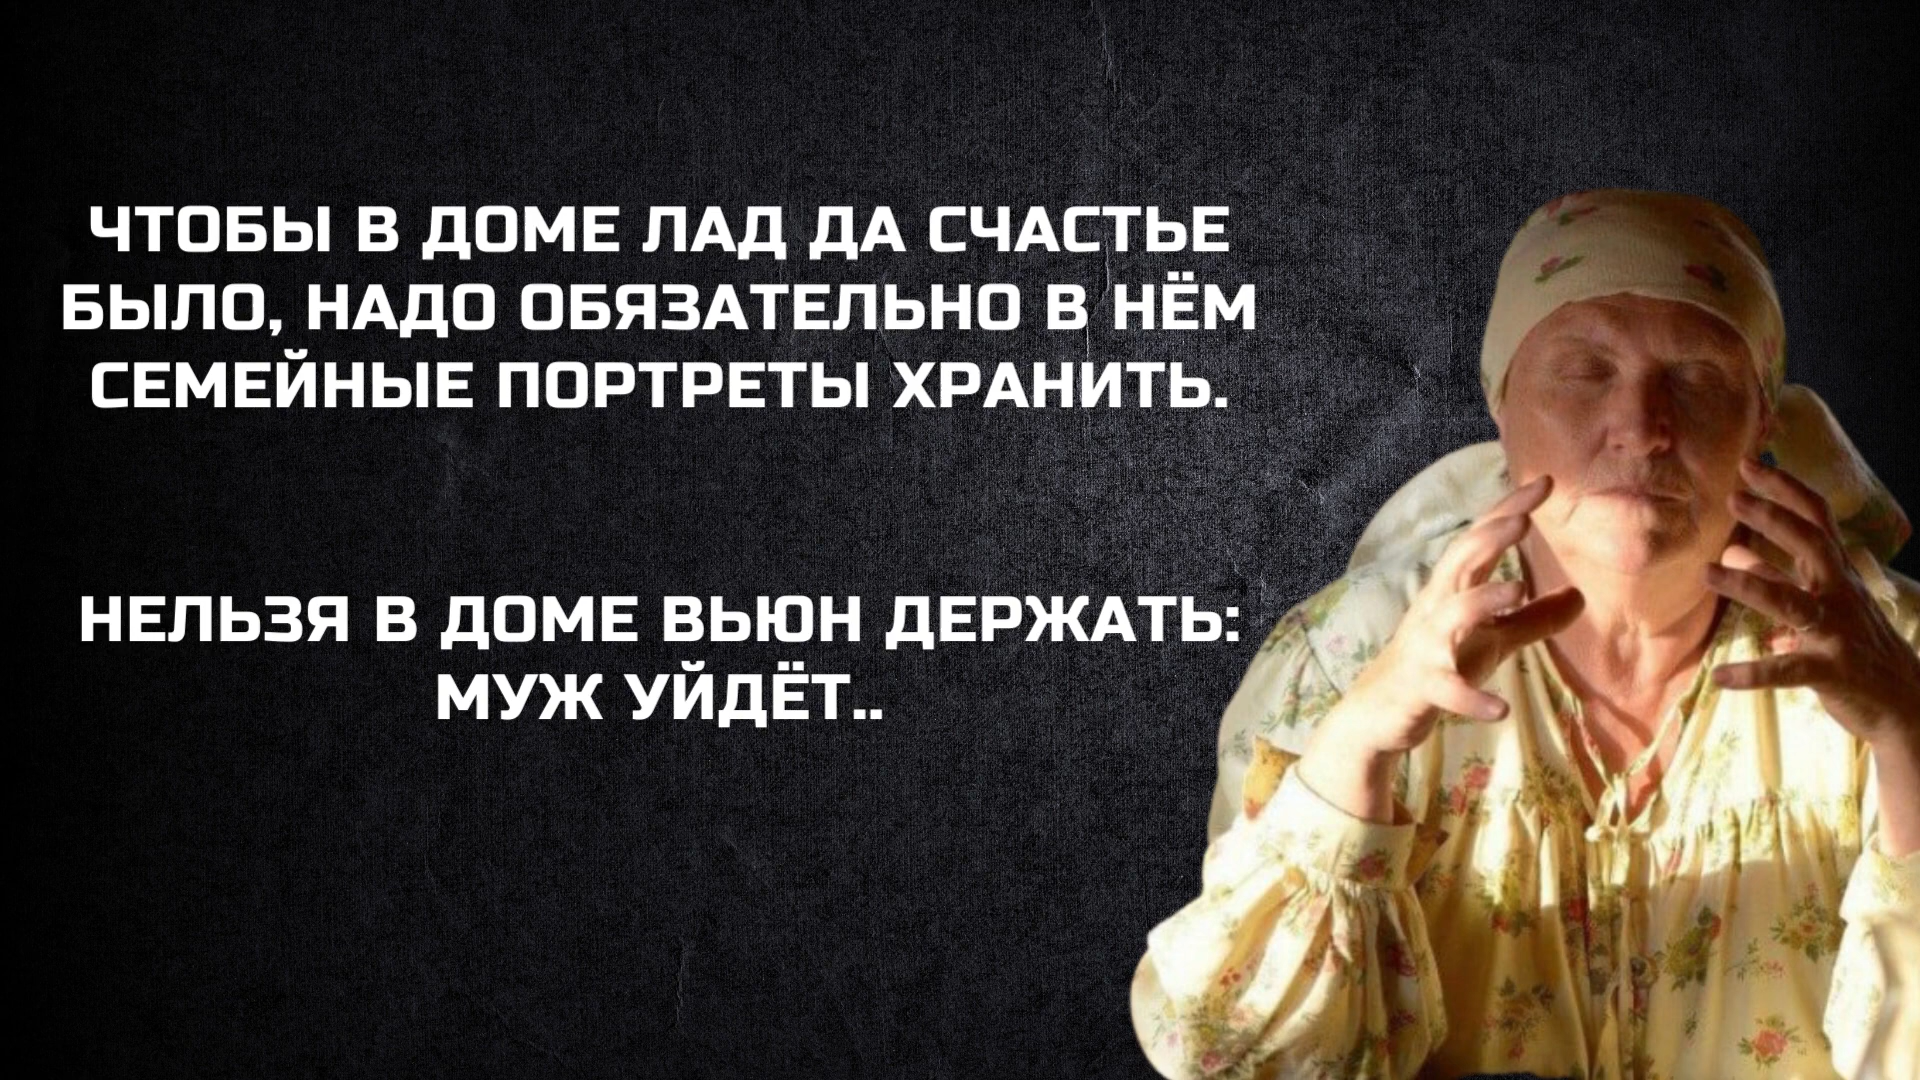 ЧТОБЫ В ДОМЕ ЛАД ДА СЧАСТЬЕ
БЫЛО, НАДО ОБЯЗАТЕЛЬНО В НЁМ
СЕМЕЙНЫЕ ПОРТРЕТЫ ХРАНИТЬ.
НЕЛЬЗЯ В ДОМЕ ВЬЮН ДЕРЖАТЬ:
МУЖ УЙДЁТ..